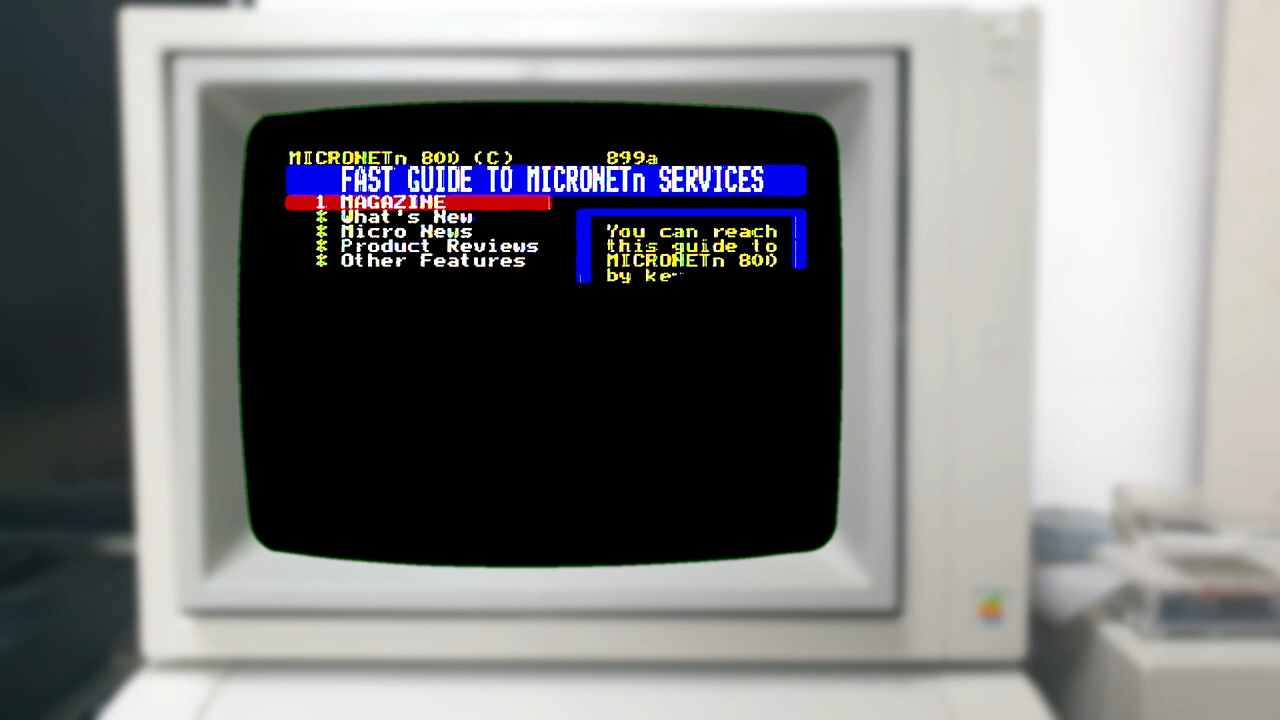 MICRONETn 800 (C) 899a
FAST GUIDE TO MICRONETn SERVICES
1 MAGAZINE
* What's New
* Micro News
* Product Reviews
* Other Features
You can reach
this guide to
MICRONETn 800
by ke